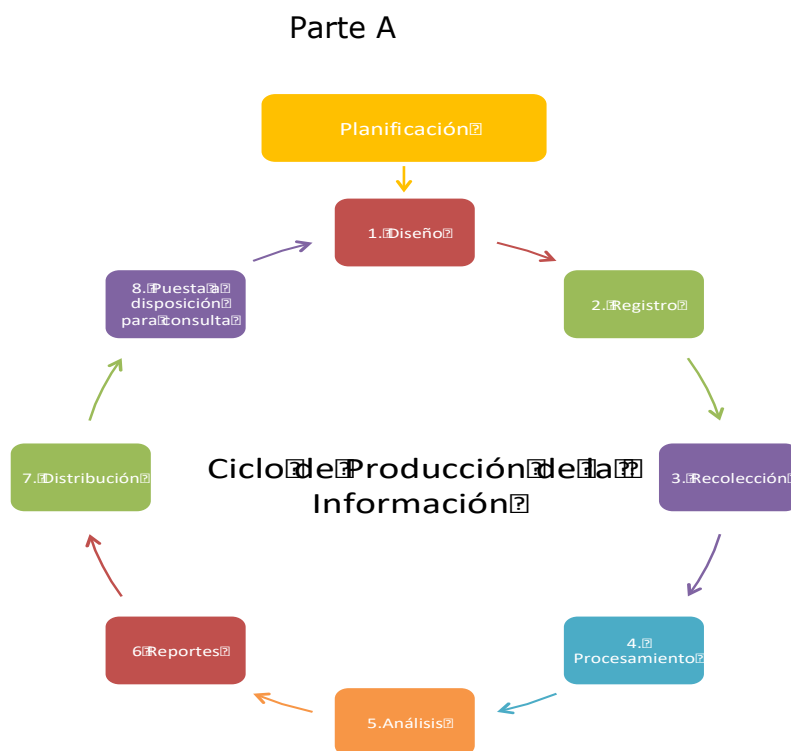 Parte A
Planificación
1. Diseño
8. Puesta a
disposición
para consulta
2. Registro
7. Distribución
Ciclo de Producción de la
Información
3. Recolección
6 Reportes
4.
Procesamiento
5.Análisis